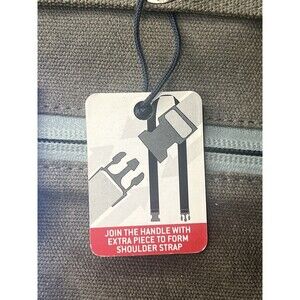 JOIN THE HANDLE WITH
EXTRA PIECE TO FORM
SHOULDER STRAP